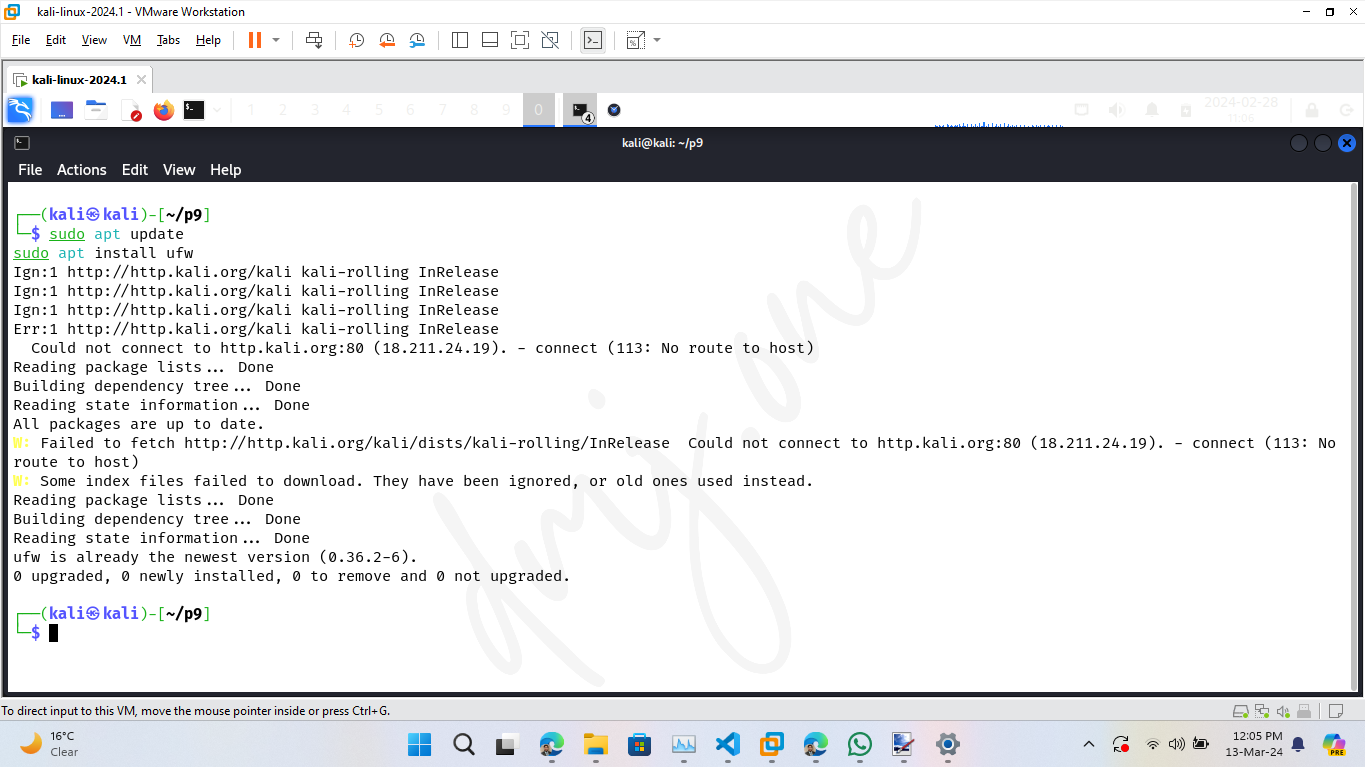 kali-linux-2024.1 - VMware Workstation
File Edit View VM Tabs Help
kali-linux-2024.1
1 2 3 4 5 6 7 8 9 0 4
2024-02-28
11:06
kali@kali: ~/p9
File Actions Edit View Help
┌──(kali㉿kali)-[~/p9]
└─$ sudo apt update
sudo apt install ufw
Ign:1 http://http.kali.org/kali kali-rolling InRelease
Ign:1 http://http.kali.org/kali kali-rolling InRelease
Ign:1 http://http.kali.org/kali kali-rolling InRelease
Err:1 http://http.kali.org/kali kali-rolling InRelease
  Could not connect to http.kali.org:80 (18.211.24.19). - connect (113: No route to host)
Reading package lists... Done
Building dependency tree... Done
Reading state information... Done
All packages are up to date.
W: Failed to fetch http://http.kali.org/kali/dists/kali-rolling/InRelease  Could not connect to http.kali.org:80 (18.211.24.19). - connect (113: No
route to host)
W: Some index files failed to download. They have been ignored, or old ones used instead.
Reading package lists... Done
Building dependency tree... Done
Reading state information... Done
ufw is already the newest version (0.36.2-6).
0 upgraded, 0 newly installed, 0 to remove and 0 not upgraded.
┌──(kali㉿kali)-[~/p9]
└─$
dmj.one
To direct input to this VM, move the mouse pointer inside or press Ctrl+G.
16°C
Clear
12:05 PM
13-Mar-24
PRE